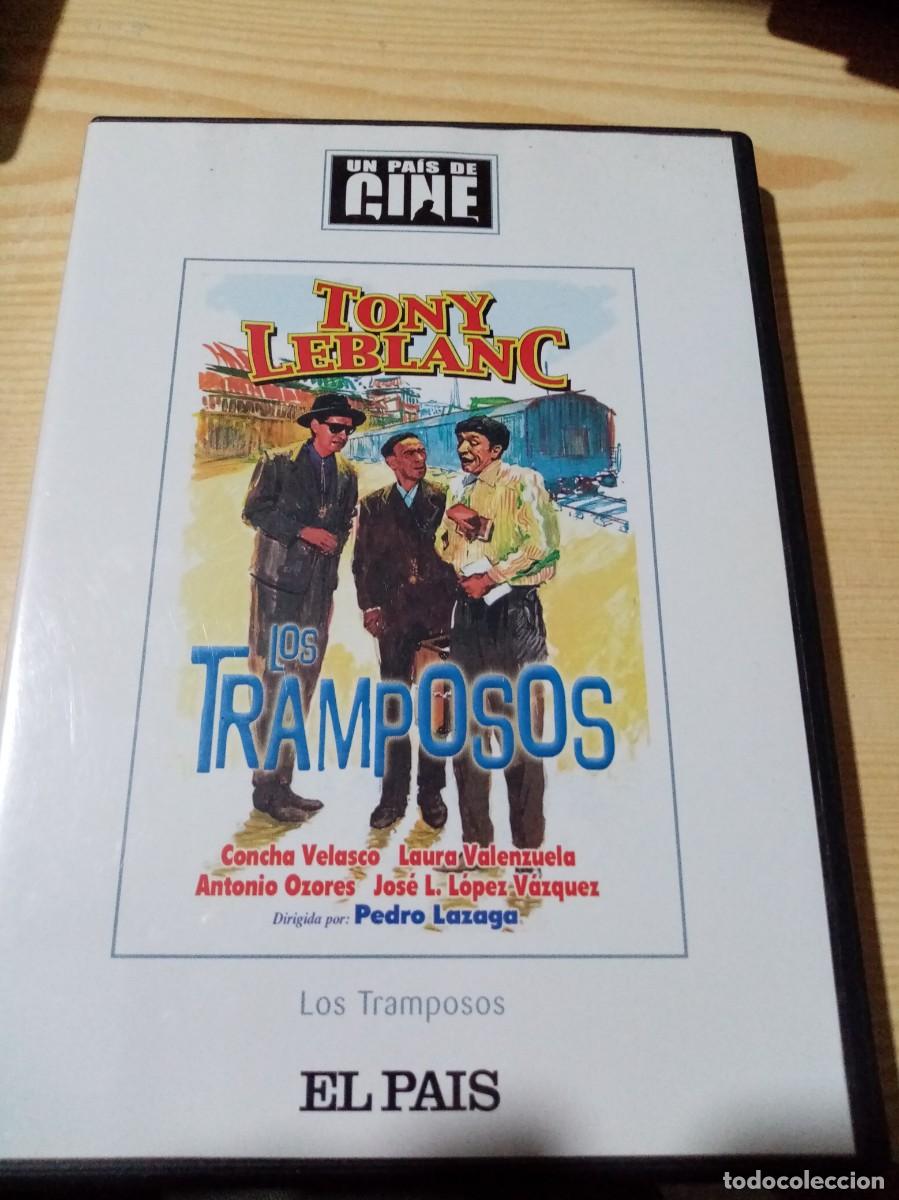 UN PAÍS DE
CINE
TONY
LEBLANC
LOS
TRAMPOSOS
Concha Velasco Laura Valenzuela
Antonio Ozores José L. López Vázquez
Dirigida por: Pedro Lazaga
Los Tramposos
EL PAIS
todocoleccion